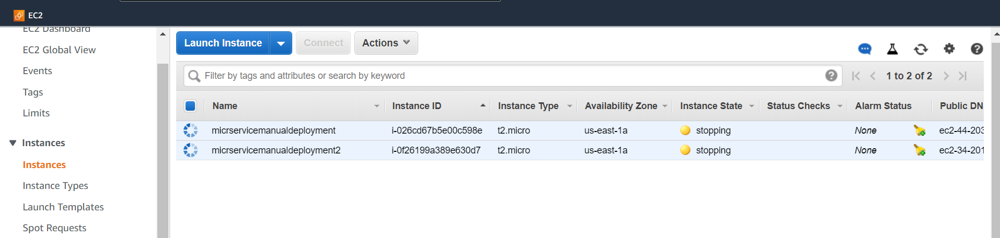 EC2
EC2 Dashboard
EC2 Global View
Events
Tags
Limits
Instances
Instances
Instance Types
Launch Templates
Spot Requests
Launch Instance Connect Actions
Filter by tags and attributes or search by keyword ? 1 to 2 of 2
Name Instance ID Instance Type Availability Zone Instance State Status Checks Alarm Status Public DN
micrservicemanualdeployment i-026cd67b5e00c598e t2.micro us-east-1a stopping None ec2-44-203
micrservicemanualdeployment2 i-0f26199a389e630d7 t2.micro us-east-1a stopping None ec2-34-201